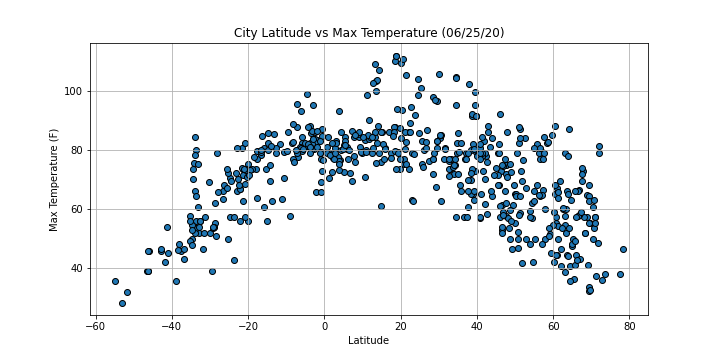 City Latitude vs Max Temperature (06/25/20)
Max Temperature (F)
100
80
60
40
−60 −40 −20 0 20 40 60 80
Latitude